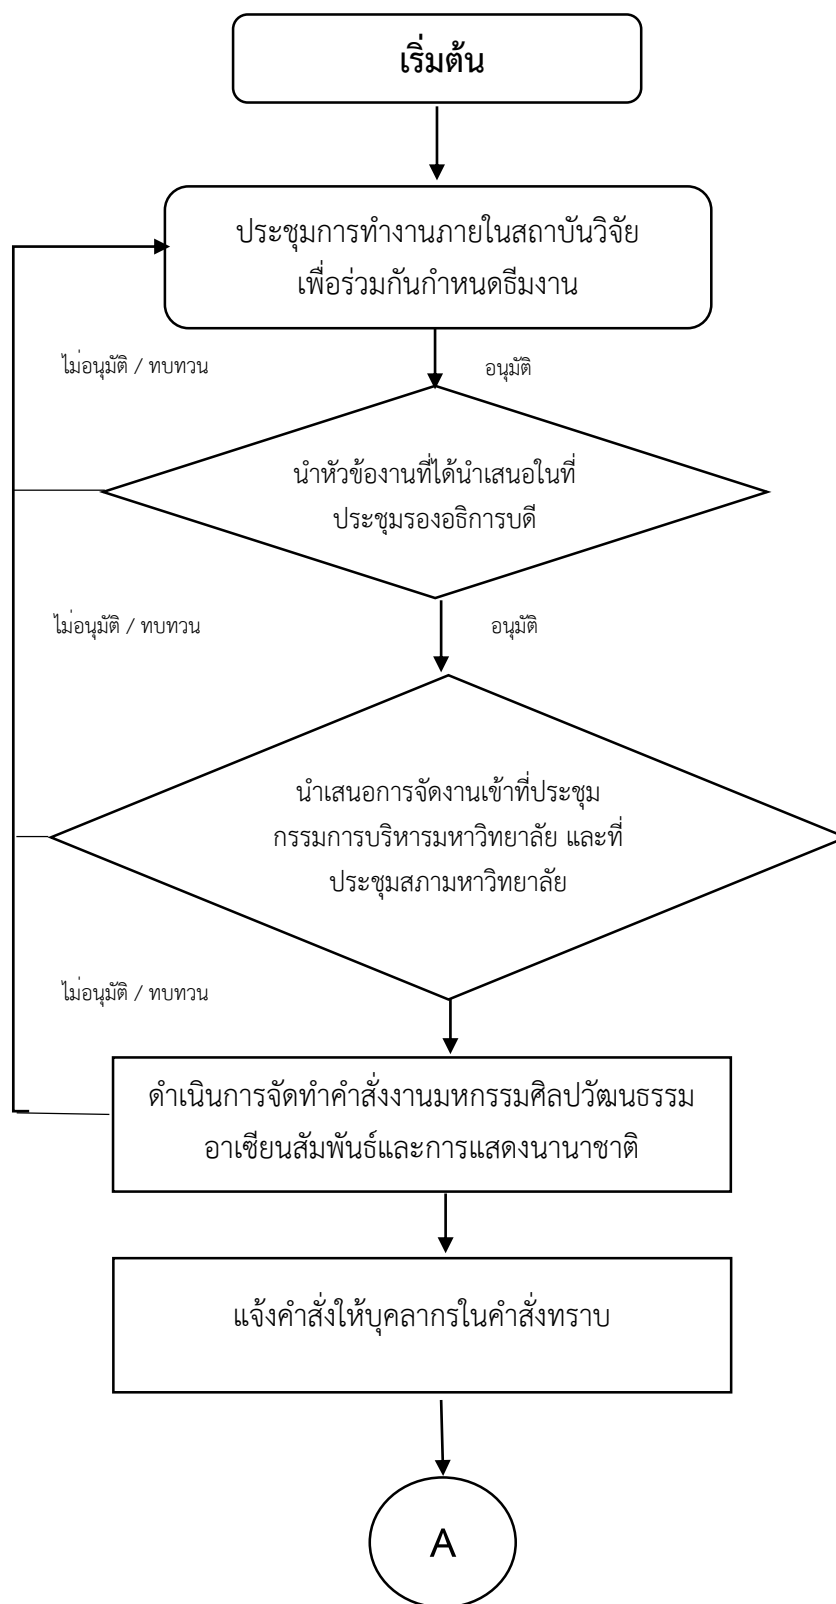 เริ่มต้น
ประชุมการทำงานภายในสถาบันวิจัย
เพื่อร่วมกันกำหนดธีมงาน
ไม่อนุมัติ / ทบทวน
อนุมัติ
นำหัวข้องานที่ได้นำเสนอในที่
ประชุมรองอธิการบดี
ไม่อนุมัติ / ทบทวน
อนุมัติ
นำเสนอการจัดงานเข้าที่ประชุม
กรรมการบริหารมหาวิทยาลัย และที่
ประชุมสภามหาวิทยาลัย
ไม่อนุมัติ / ทบทวน
ดำเนินการจัดทำคำสั่งงานมหกรรมศิลปวัฒนธรรม
อาเซียนสัมพันธ์และการแสดงนานาชาติ
แจ้งคำสั่งให้บุคลากรในคำสั่งทราบ
A